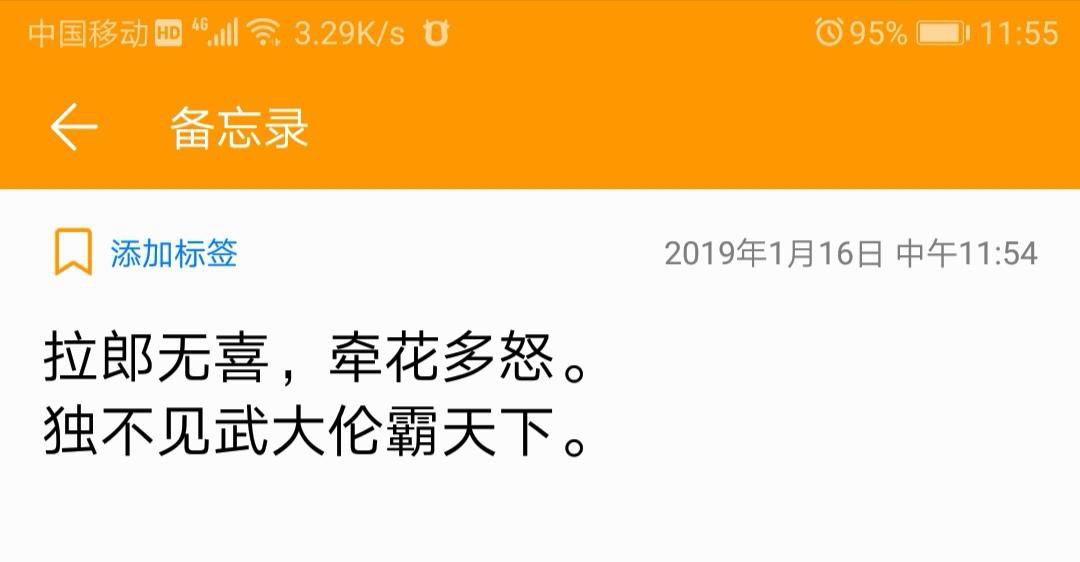 中国移动 HD 4G 3.29K/s 95% 11:55
备忘录
添加标签 2019年1月16日 中午11:54
拉郎无喜，牵花多怒。
独不见武大伦霸天下。